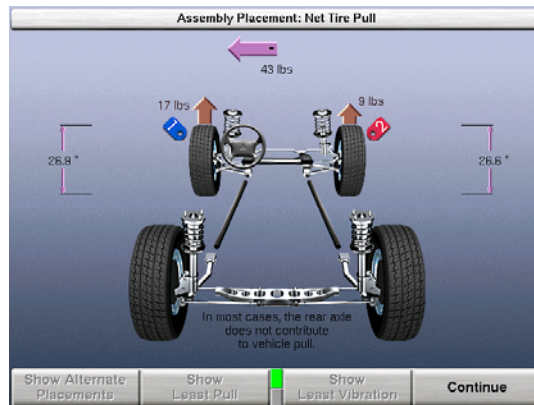 Assembly Placement: Net Tire Pull
43 lbs
17 lbs
9 lbs
1
2
26.9 "
26.6 "
In most cases, the rear axle
does not contribute
to vehicle pull.
Show Alternate
Placements
Show
Least Pull
Show
Least Vibration
Continue